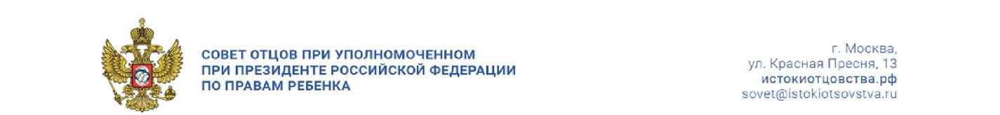 СОВЕТ ОТЦОВ ПРИ УПОЛНОМОЧЕННОМ
ПРИ ПРЕЗИДЕНТЕ РОССИЙСКОЙ ФЕДЕРАЦИИ
ПО ПРАВАМ РЕБЕНКА
г. Москва,
ул. Красная Пресня, 13
истокиотцовства.рф
sovet@istokiotsovstva.ru